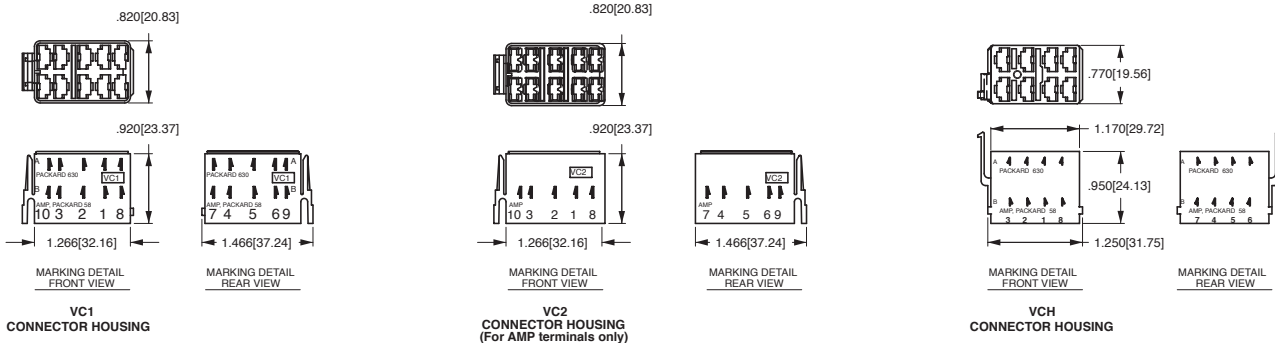 .820[20.83]
.920[23.37]
A
PACKARD 630
VC1
B
AMP, PACKARD 58
10 3 2 1 8
1.266[32.16]
MARKING DETAIL
FRONT VIEW
A
PACKARD 630
VC1
B
AMP, PACKARD 58
7 4 5 6 9
1.466[37.24]
MARKING DETAIL
REAR VIEW
VC1
CONNECTOR HOUSING
.820[20.83]
.920[23.37]
VC2
AMP
10 3 2 1 8
1.266[32.16]
MARKING DETAIL
FRONT VIEW
VC2
AMP
7 4 5 6 9
1.466[37.24]
MARKING DETAIL
REAR VIEW
VC2
CONNECTOR HOUSING
(For AMP terminals only)
.770[19.56]
1.170[29.72]
A
PACKARD 630
.950[24.13]
B
AMP, PACKARD 58
3 2 1 8
1.250[31.75]
MARKING DETAIL
FRONT VIEW
A
PACKARD 630
B
AMP, PACKARD 58
7 4 5 6
MARKING DETAIL
REAR VIEW
VCH
CONNECTOR HOUSING